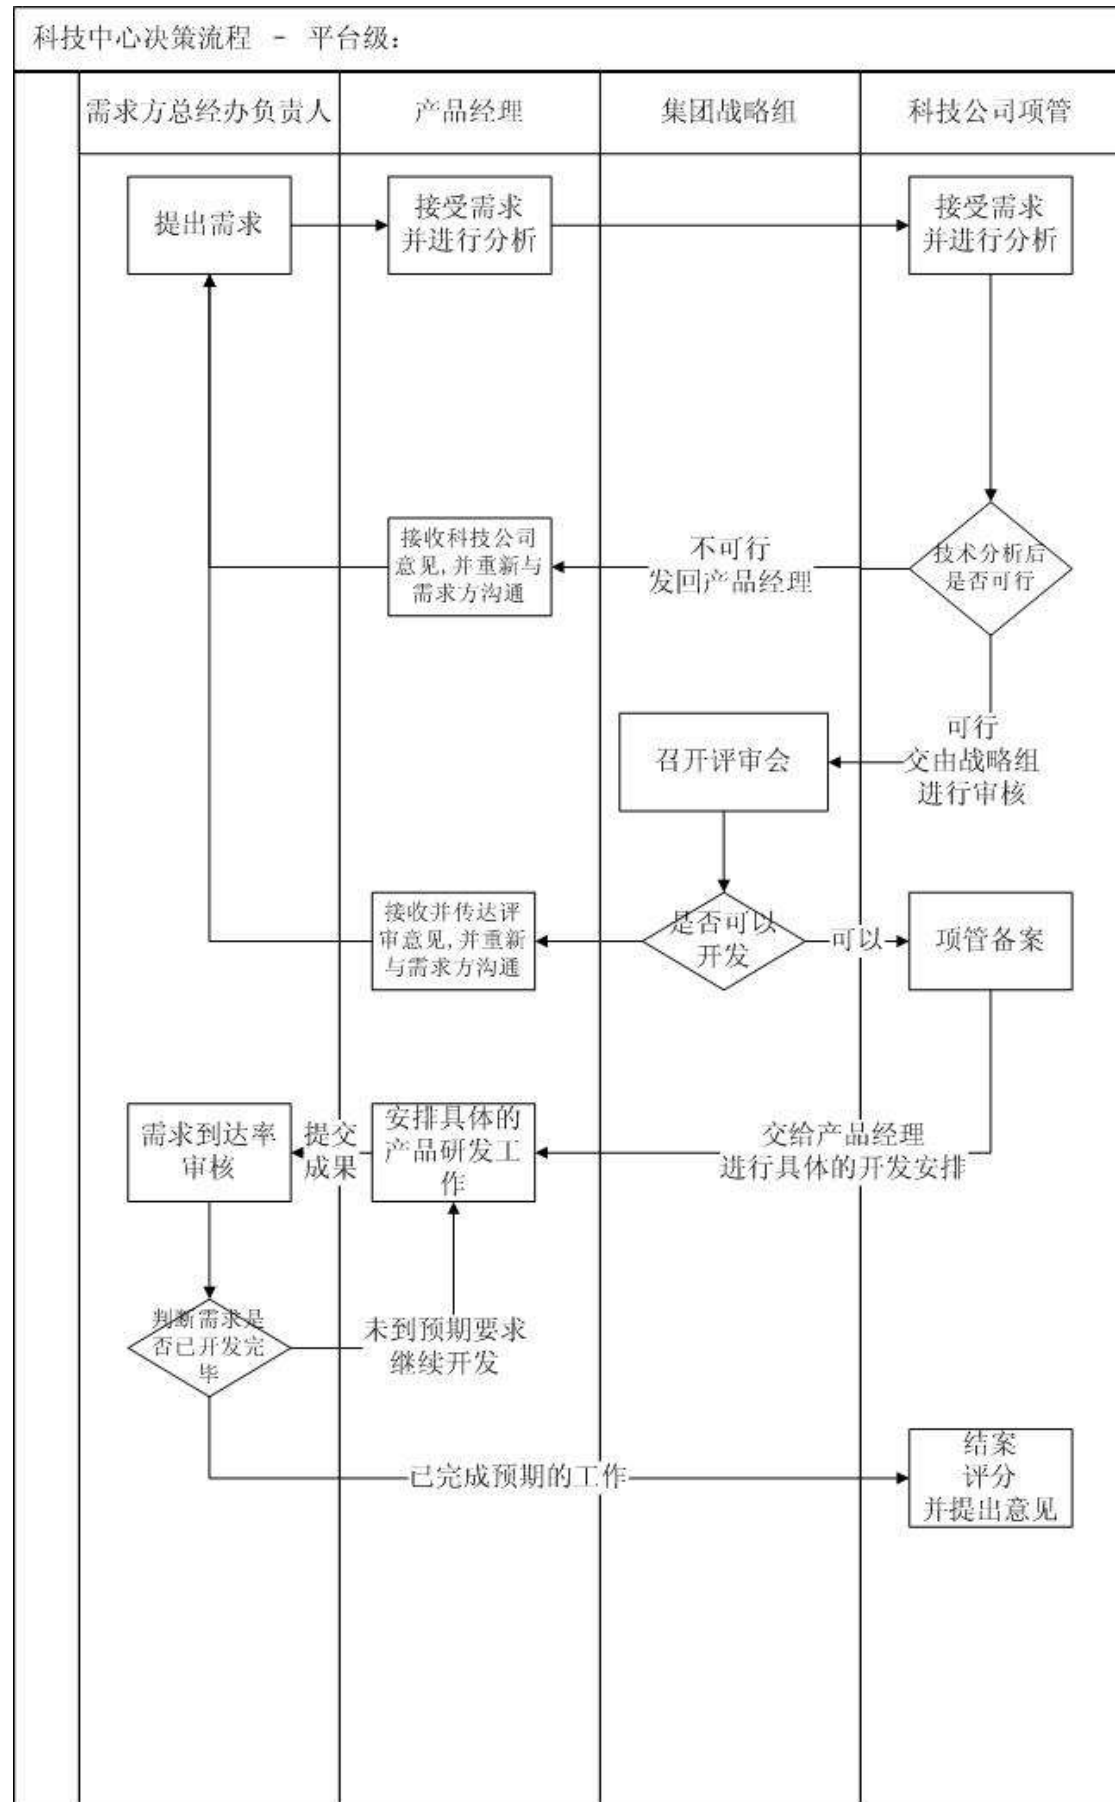 科技中心决策流程 - 平台级：
需求方总经办负责人
产品经理
集团战略组
科技公司项管
提出需求
接受需求
并进行分析
接受需求
并进行分析
接收科技公司
意见,并重新与
需求方沟通
不可行
发回产品经理
技术分析后
是否可行
召开评审会
可行
交由战略组
进行审核
接收并传达评
审意见,并重新
与需求方沟通
是否可以
开发
可以
项管备案
需求到达率
审核
提交
成果
安排具体的
产品研发工
作
交给产品经理
进行具体的开发安排
判断需求是
否已开发完
毕
未到预期要求
继续开发
已完成预期的工作
结案
评分
并提出意见